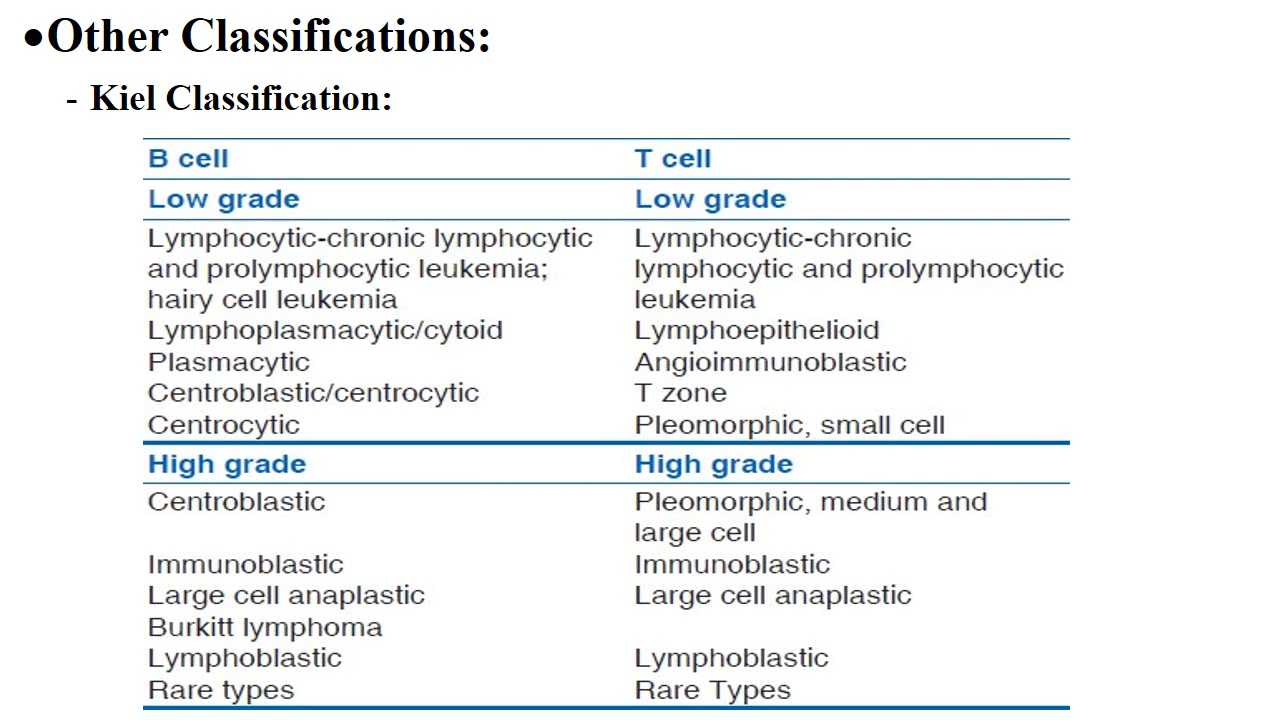 •Other Classifications:
- Kiel Classification:
B cell T cell
Low grade Low grade
Lymphocytic-chronic lymphocytic Lymphocytic-chronic
and prolymphocytic leukemia; lymphocytic and prolymphocytic
hairy cell leukemia leukemia
Lymphoplasmacytic/cytoid Lymphoepithelioid
Plasmacytic Angioimmunoblastic
Centroblastic/centrocytic T zone
Centrocytic Pleomorphic, small cell
High grade High grade
Centroblastic Pleomorphic, medium and
large cell
Immunoblastic Immunoblastic
Large cell anaplastic Large cell anaplastic
Burkitt lymphoma
Lymphoblastic Lymphoblastic
Rare types Rare Types